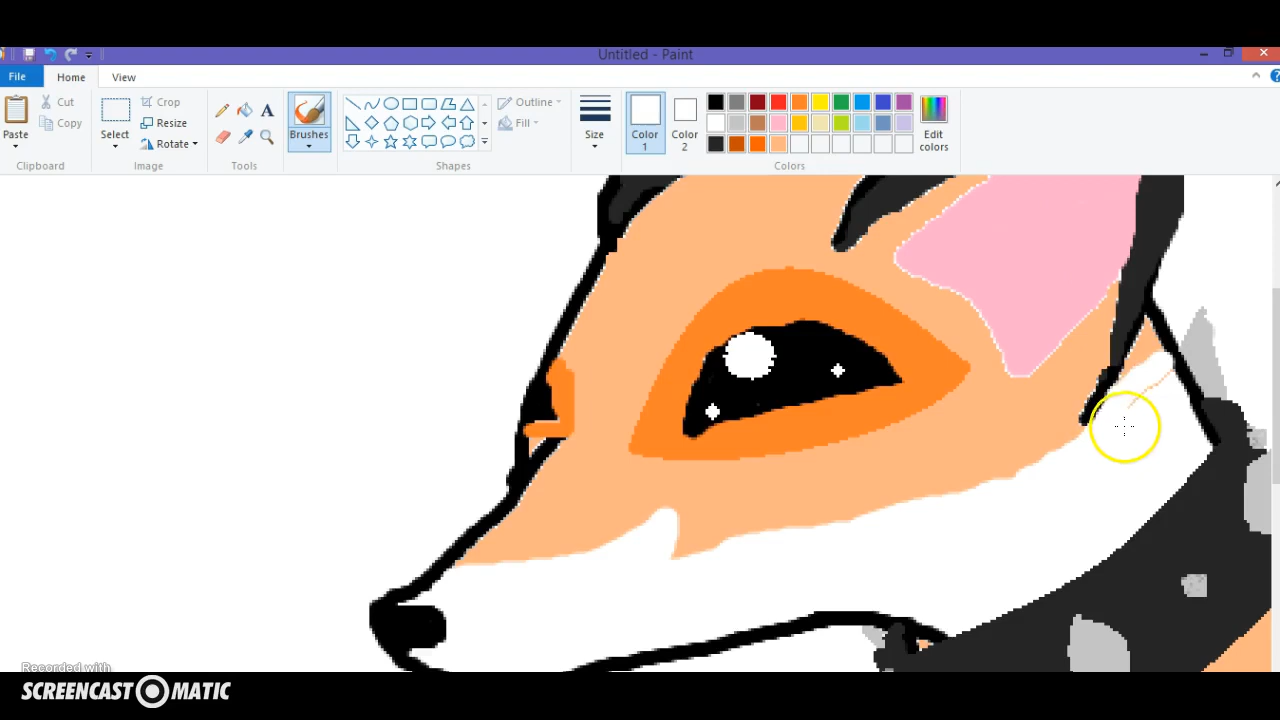 Untitled - Paint
File Home View
Paste
Cut
Copy
Clipboard
Select
Crop
Resize
Rotate
Image
A
Tools
Brushes
Shapes
Outline
Fill
Size
Color 1
Color 2
Edit colors
Colors
Recorded with
SCREENCAST MATIC